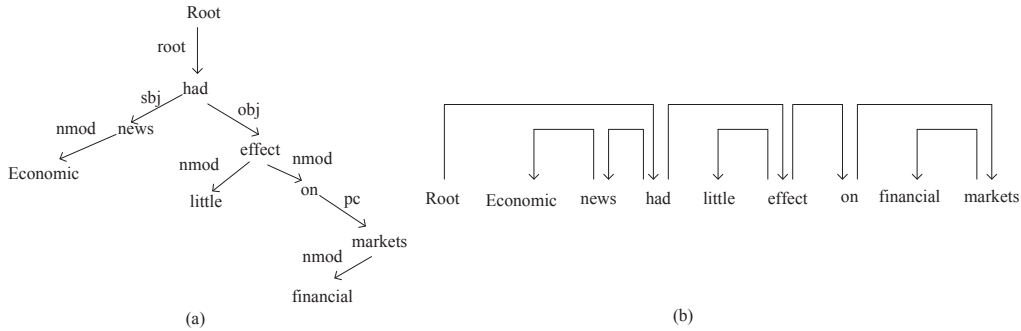 Root
root
had
sbj
obj
nmod
news
Economic
effect
nmod
nmod
little
on
pc
markets
nmod
financial
(a)
Root Economic news had little effect on financial markets
(b)